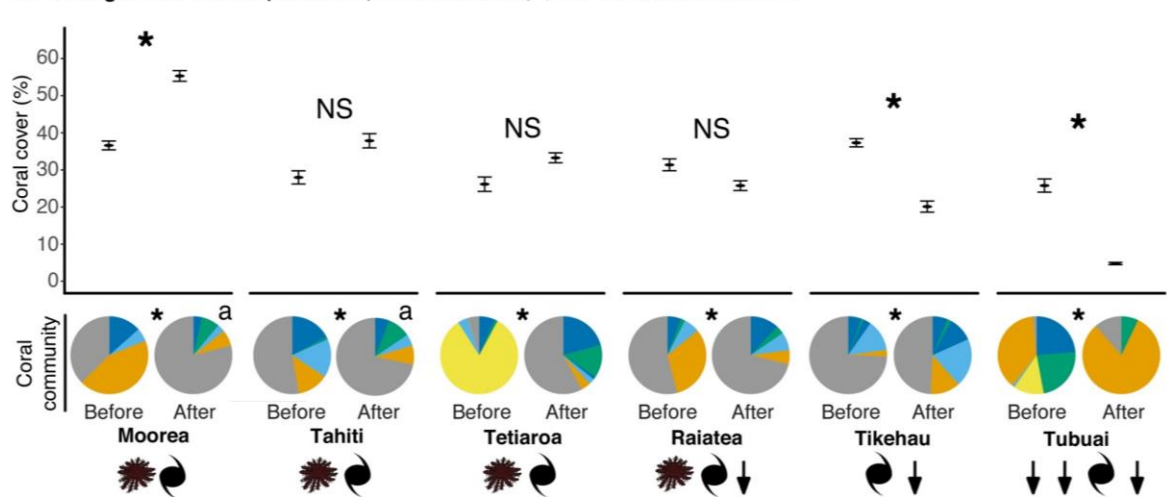 Coral cover (%)
60
50
40
30
20
10
0
*
NS
NS
NS
*
*
Coral
community
* a
* a
*
*
*
*
Before After
Before After
Before After
Before After
Before After
Before After
Moorea
Tahiti
Tetiaroa
Raiatea
Tikehau
Tubuai